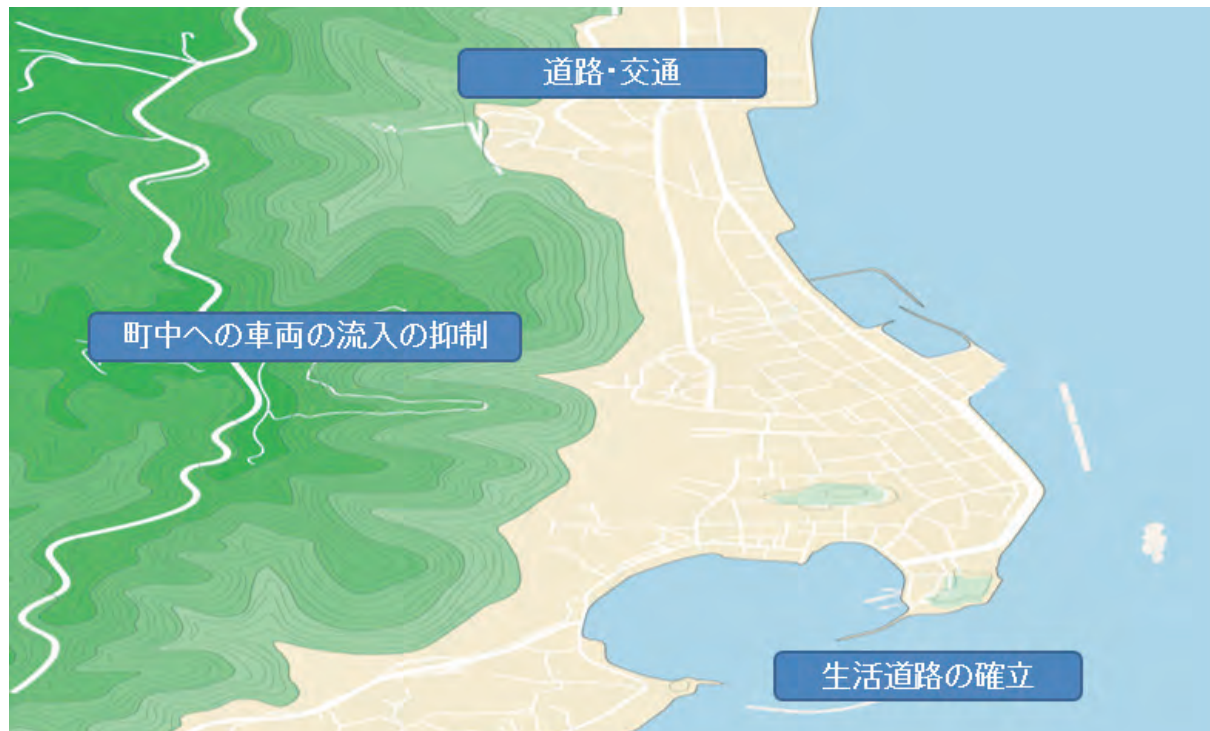 道路・交通
町中への車両の流入の抑制
生活道路の確立